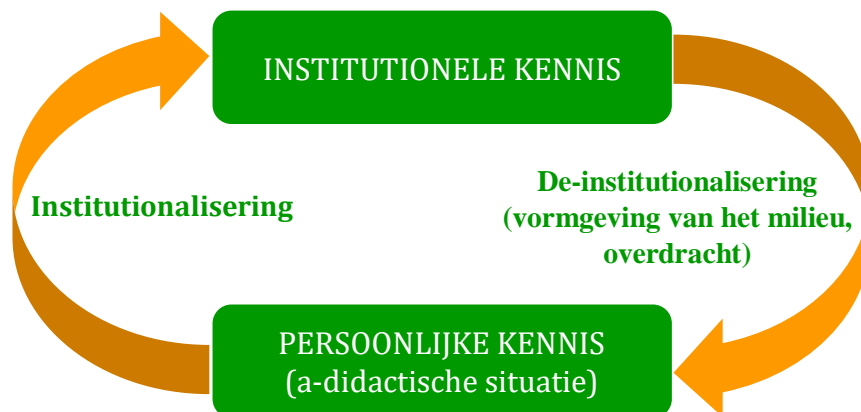 INSTITUTIONELE KENNIS
Institutionalisering
De-institutionalisering
(vormgeving van het milieu,
overdracht)
PERSOONLIJKE KENNIS
(a-didactische situatie)